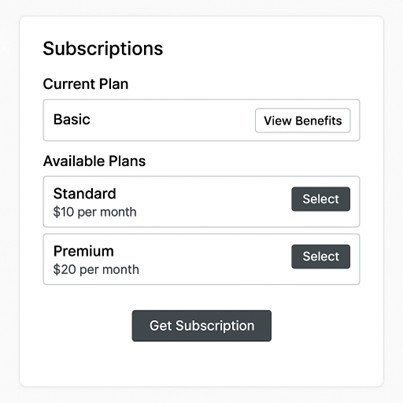 Subscriptions
Current Plan
Basic
View Benefits
Available Plans
Standard
$10 per month
Select
Premium
$20 per month
Select
Get Subscription